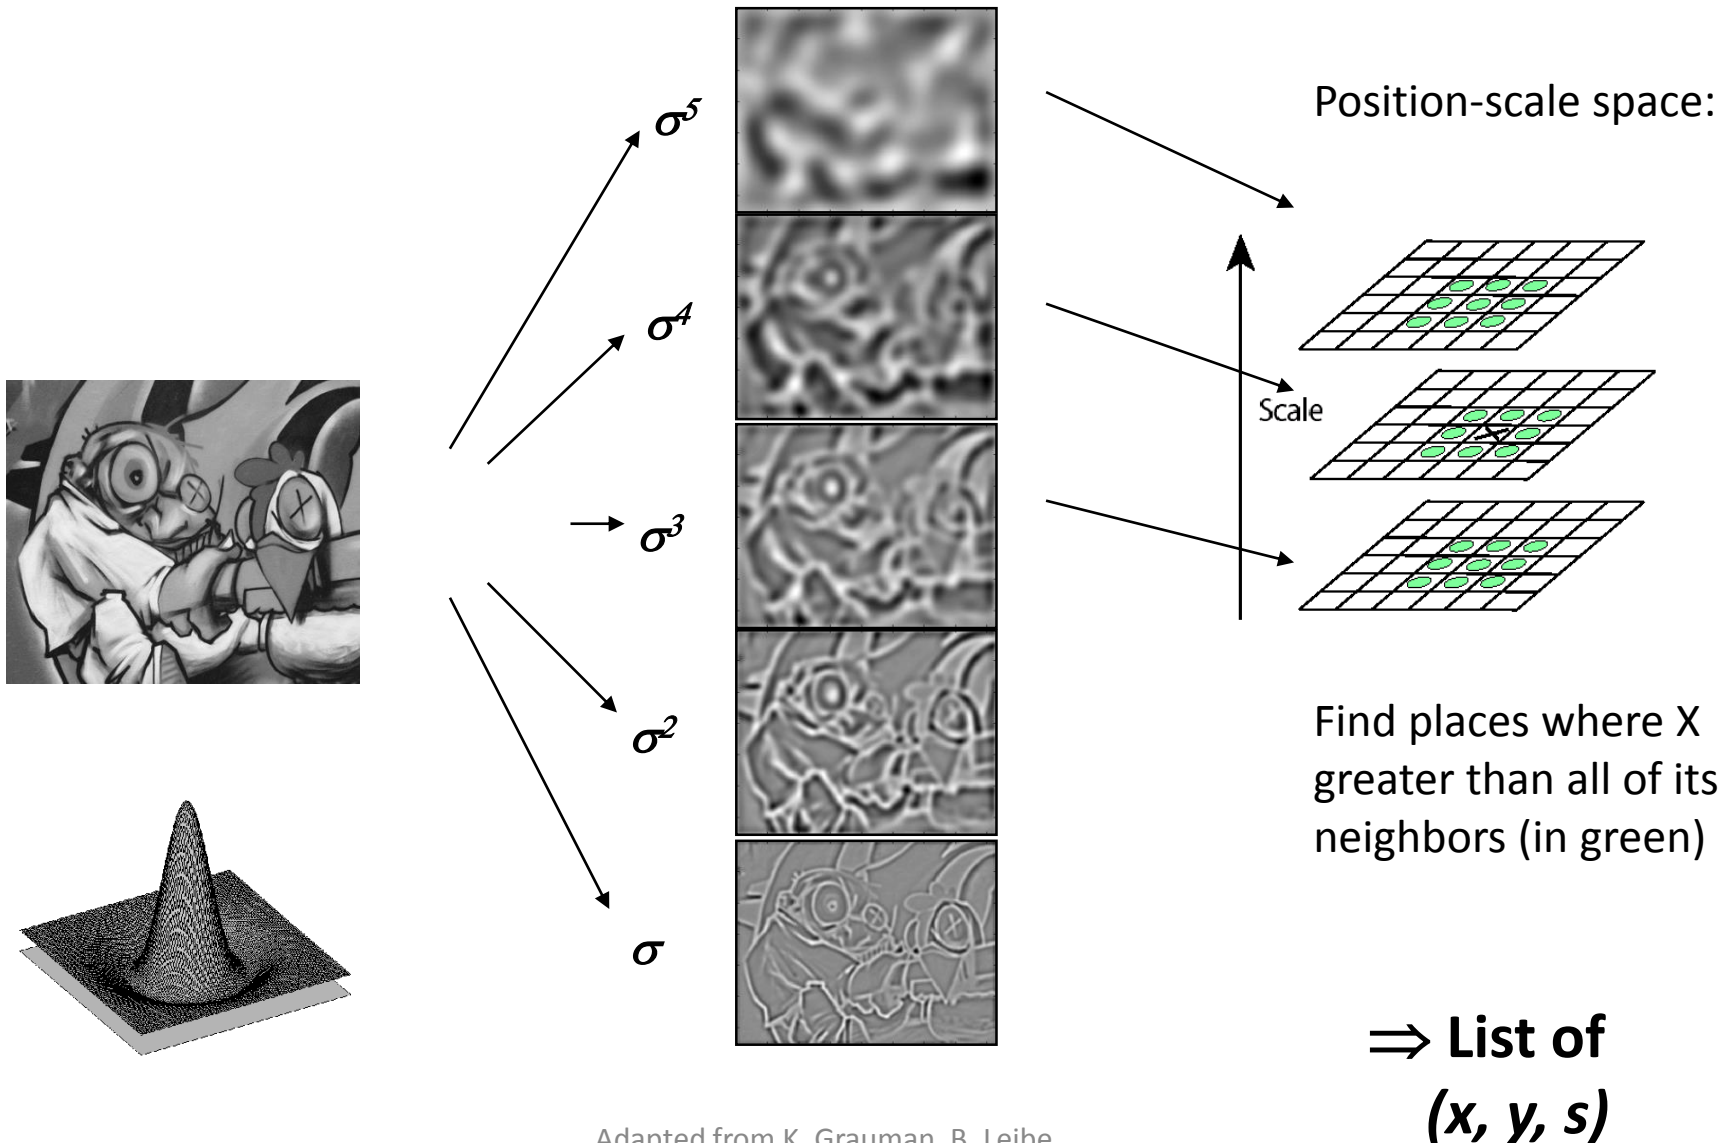 σ⁵
σ⁴
σ³
σ²
σ
Position-scale space:
Scale
X
Find places where X
greater than all of its
neighbors (in green)
⇒ List of
(x, y, s)
Adapted from K. Grauman, B. Leibe